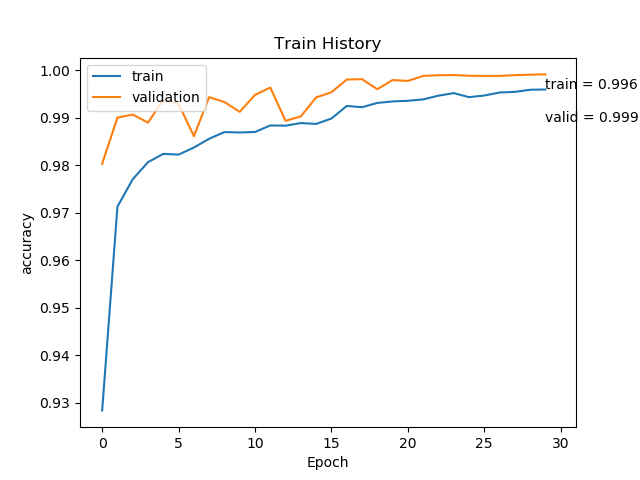 Train History
train
validation
train = 0.996
valid = 0.999
accuracy
1.00
0.99
0.98
0.97
0.96
0.95
0.94
0.93
0
5
10
15
20
25
30
Epoch